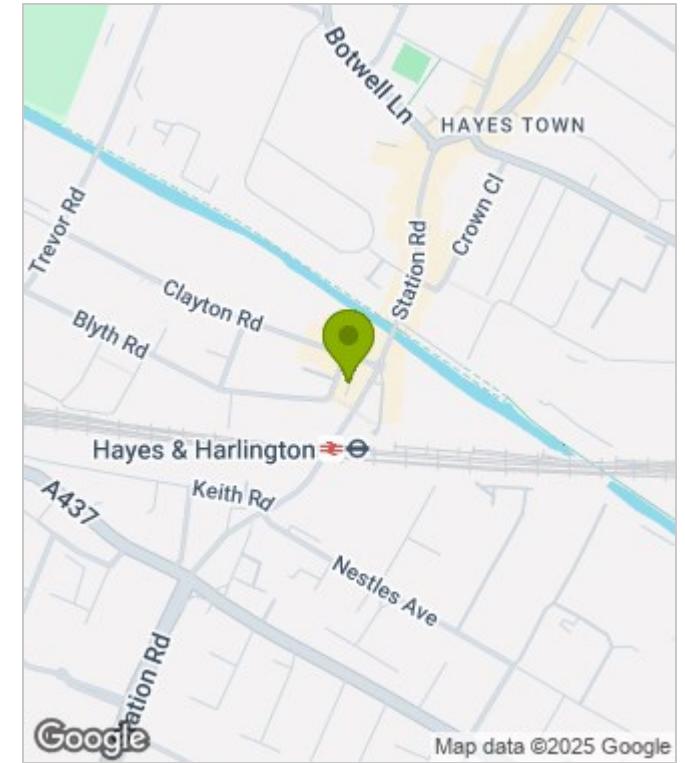 Botwell Ln
HAYES TOWN
Crown Cl
Trevor Rd
Station Rd
Clayton Rd
Blyth Rd
Hayes & Harlington
Keith Rd
A437
Nestles Ave
tation Rd
Google
Map data ©2025 Google